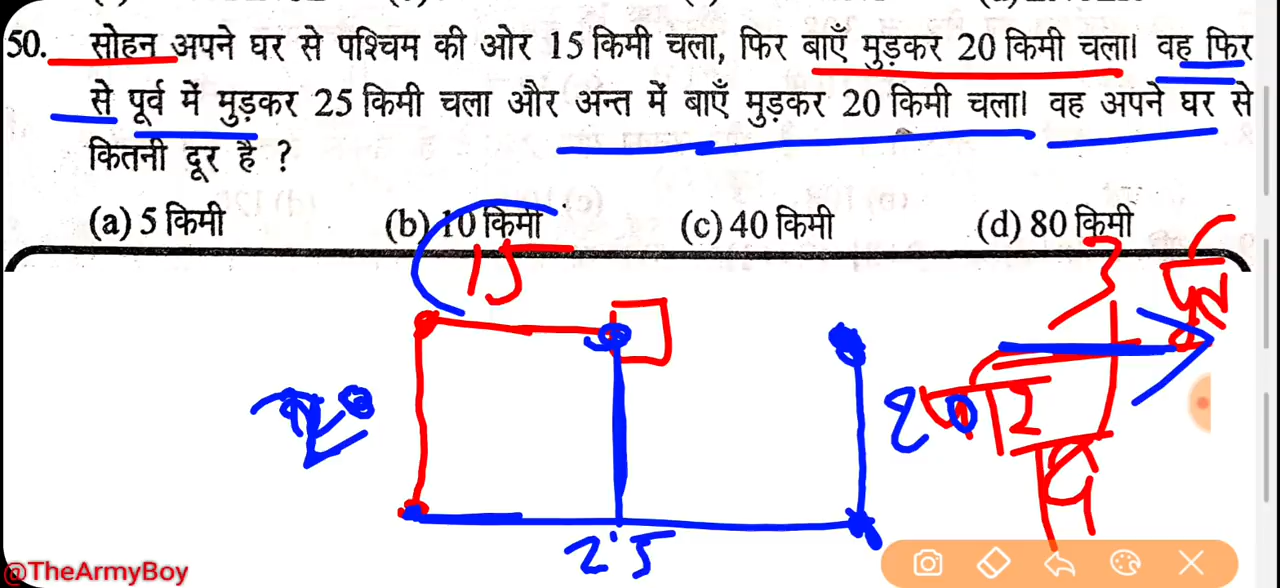 50. सोहन अपने घर से पश्चिम की ओर 15 किमी चला, फिर बाएँ मुड़कर 20 किमी चला। वह फिर
से पूर्व में मुड़कर 25 किमी चला और अन्त में बाएँ मुड़कर 20 किमी चला। वह अपने घर से
कितनी दूर है ?
(a) 5 किमी (b) 10 किमी (c) 40 किमी (d) 80 किमी
15
20
25
@TheArmyBoy